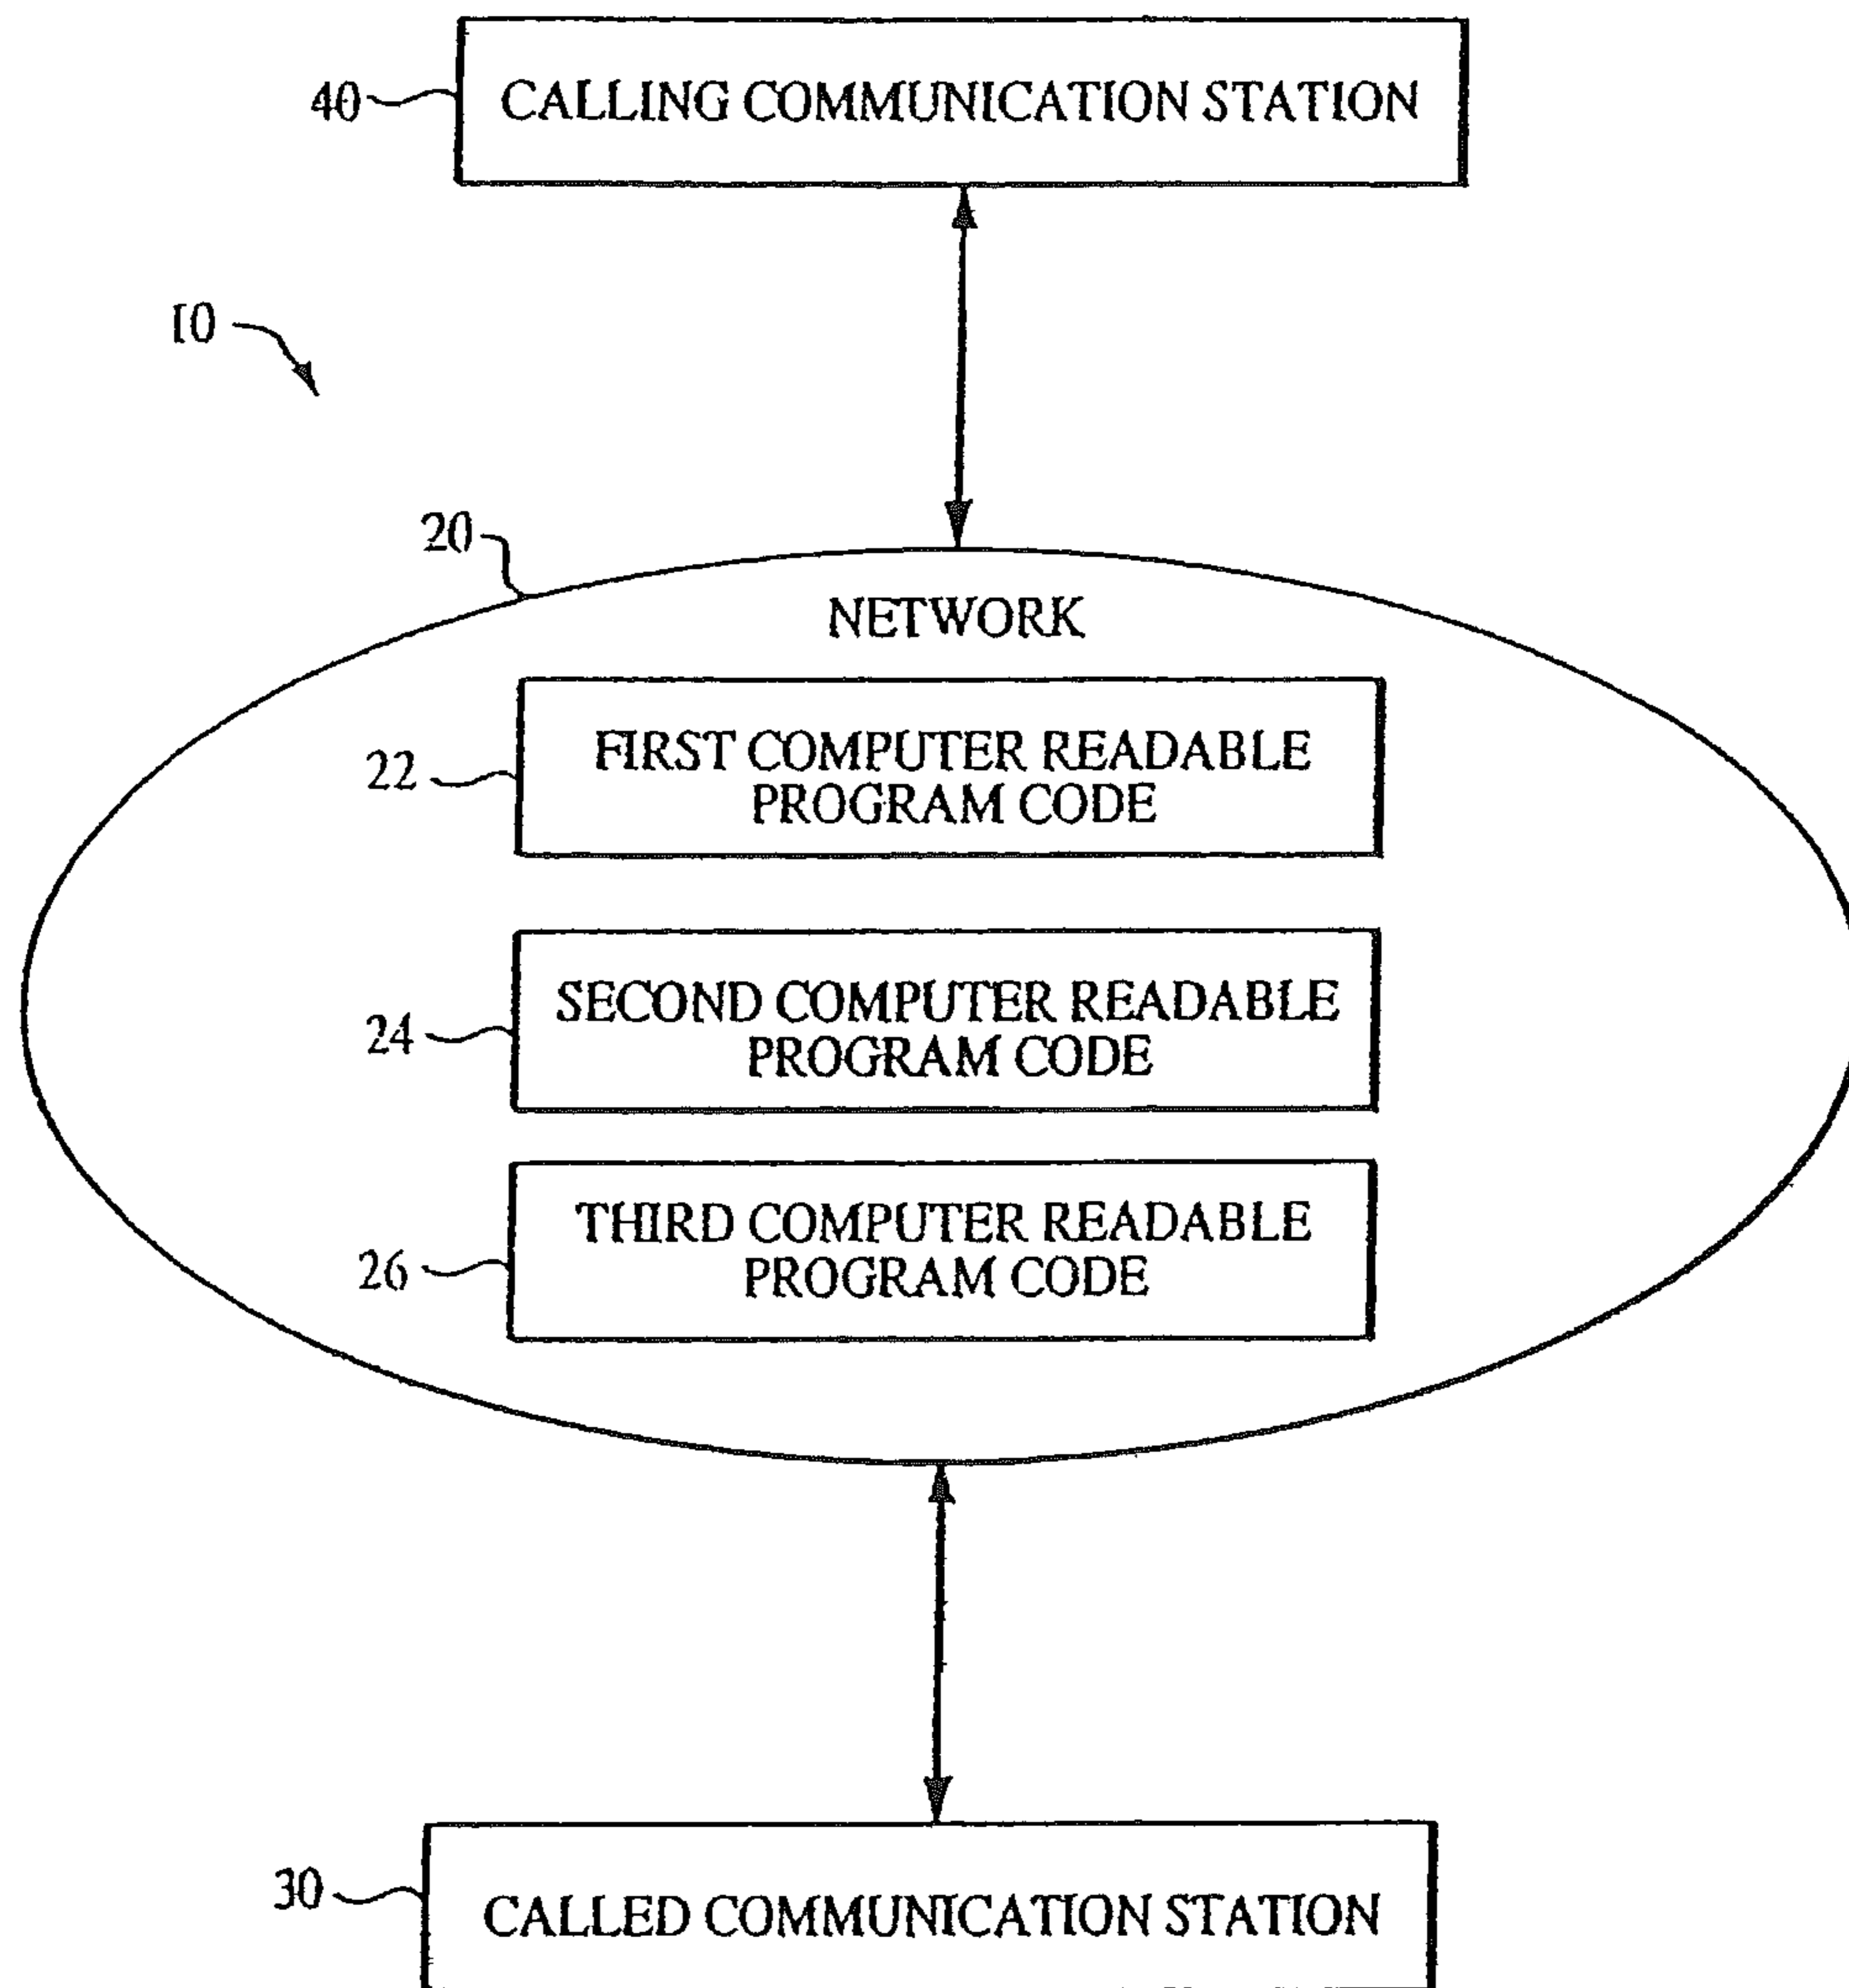 40 CALLING COMMUNICATION STATION
10
20
NETWORK
FIRST COMPUTER READABLE
22 PROGRAM CODE
SECOND COMPUTER READABLE
24 PROGRAM CODE
THIRD COMPUTER READABLE
26 PROGRAM CODE
30 CALLED COMMUNICATION STATION